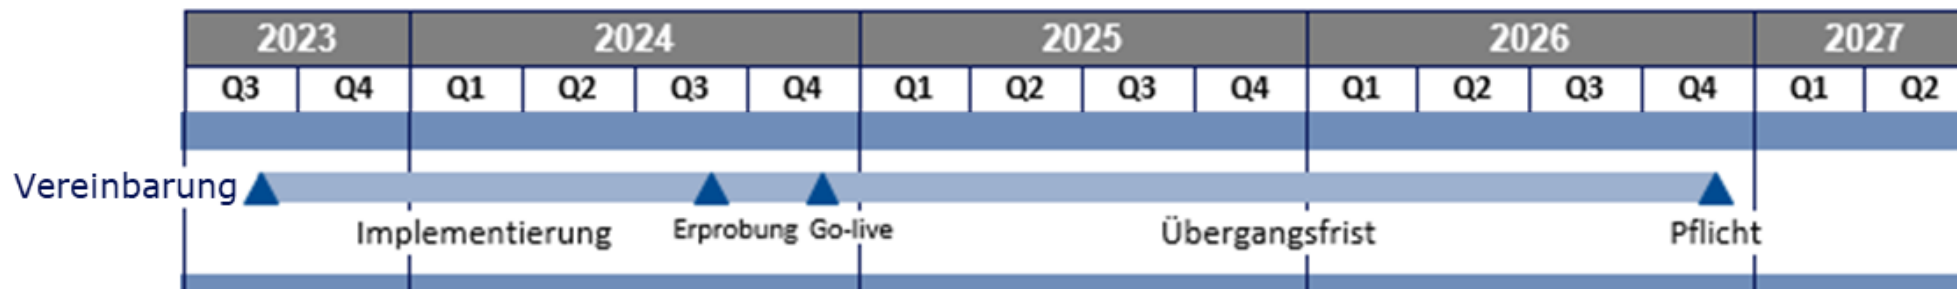 2023 2024 2025 2026 2027
Q3 Q4 Q1 Q2 Q3 Q4 Q1 Q2 Q3 Q4 Q1 Q2 Q3 Q4 Q1 Q2
Vereinbarung
Implementierung Erprobung Go-live Übergangsfrist Pflicht